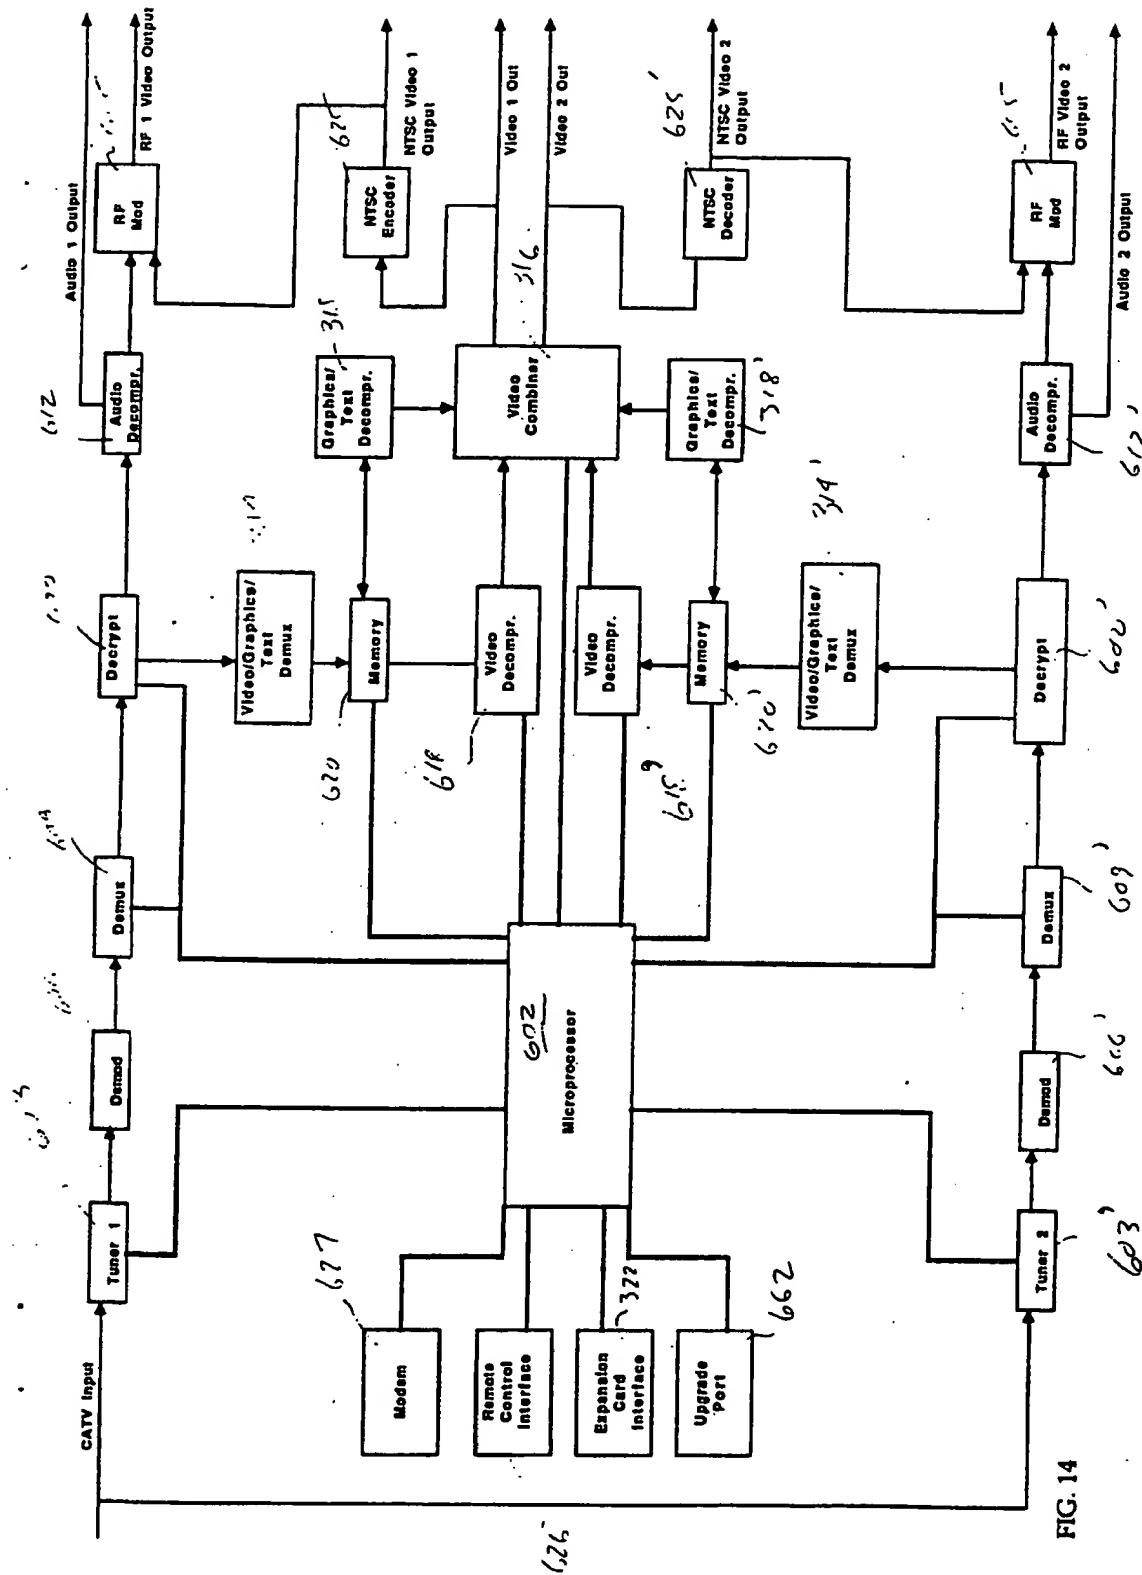 CATV Input
Tuner 1
Demod
Demux
Decrypt
Audio
Decompr.
612
Audio 1 Output
RF
Mod
RF 1 Video Output
Video/Graphics/
Text
Demux
Memory
620
Graphics/
Text
Decompr.
315
NTSC
Encoder
625
NTSC Video 1
Output
Modem
627
Remote
Control
Interface
Expansion
Card
Interface
322
Upgrade
Port
662
602
Microprocessor
Video
Decompr.
618
Video
Decompr.
Video
Combiner
316
Video 1 Out
Video 2 Out
Memory
620'
Graphics/
Text
Decompr.
318'
NTSC
Decoder
625'
NTSC Video 2
Output
Video/Graphics/
Text
Demux
314'
626
Tuner 2
603'
Demod
606'
Demux
609'
Decrypt
602'
Audio
Decompr.
RF
Mod
RF Video 2
Output
Audio 2 Output
FIG. 14